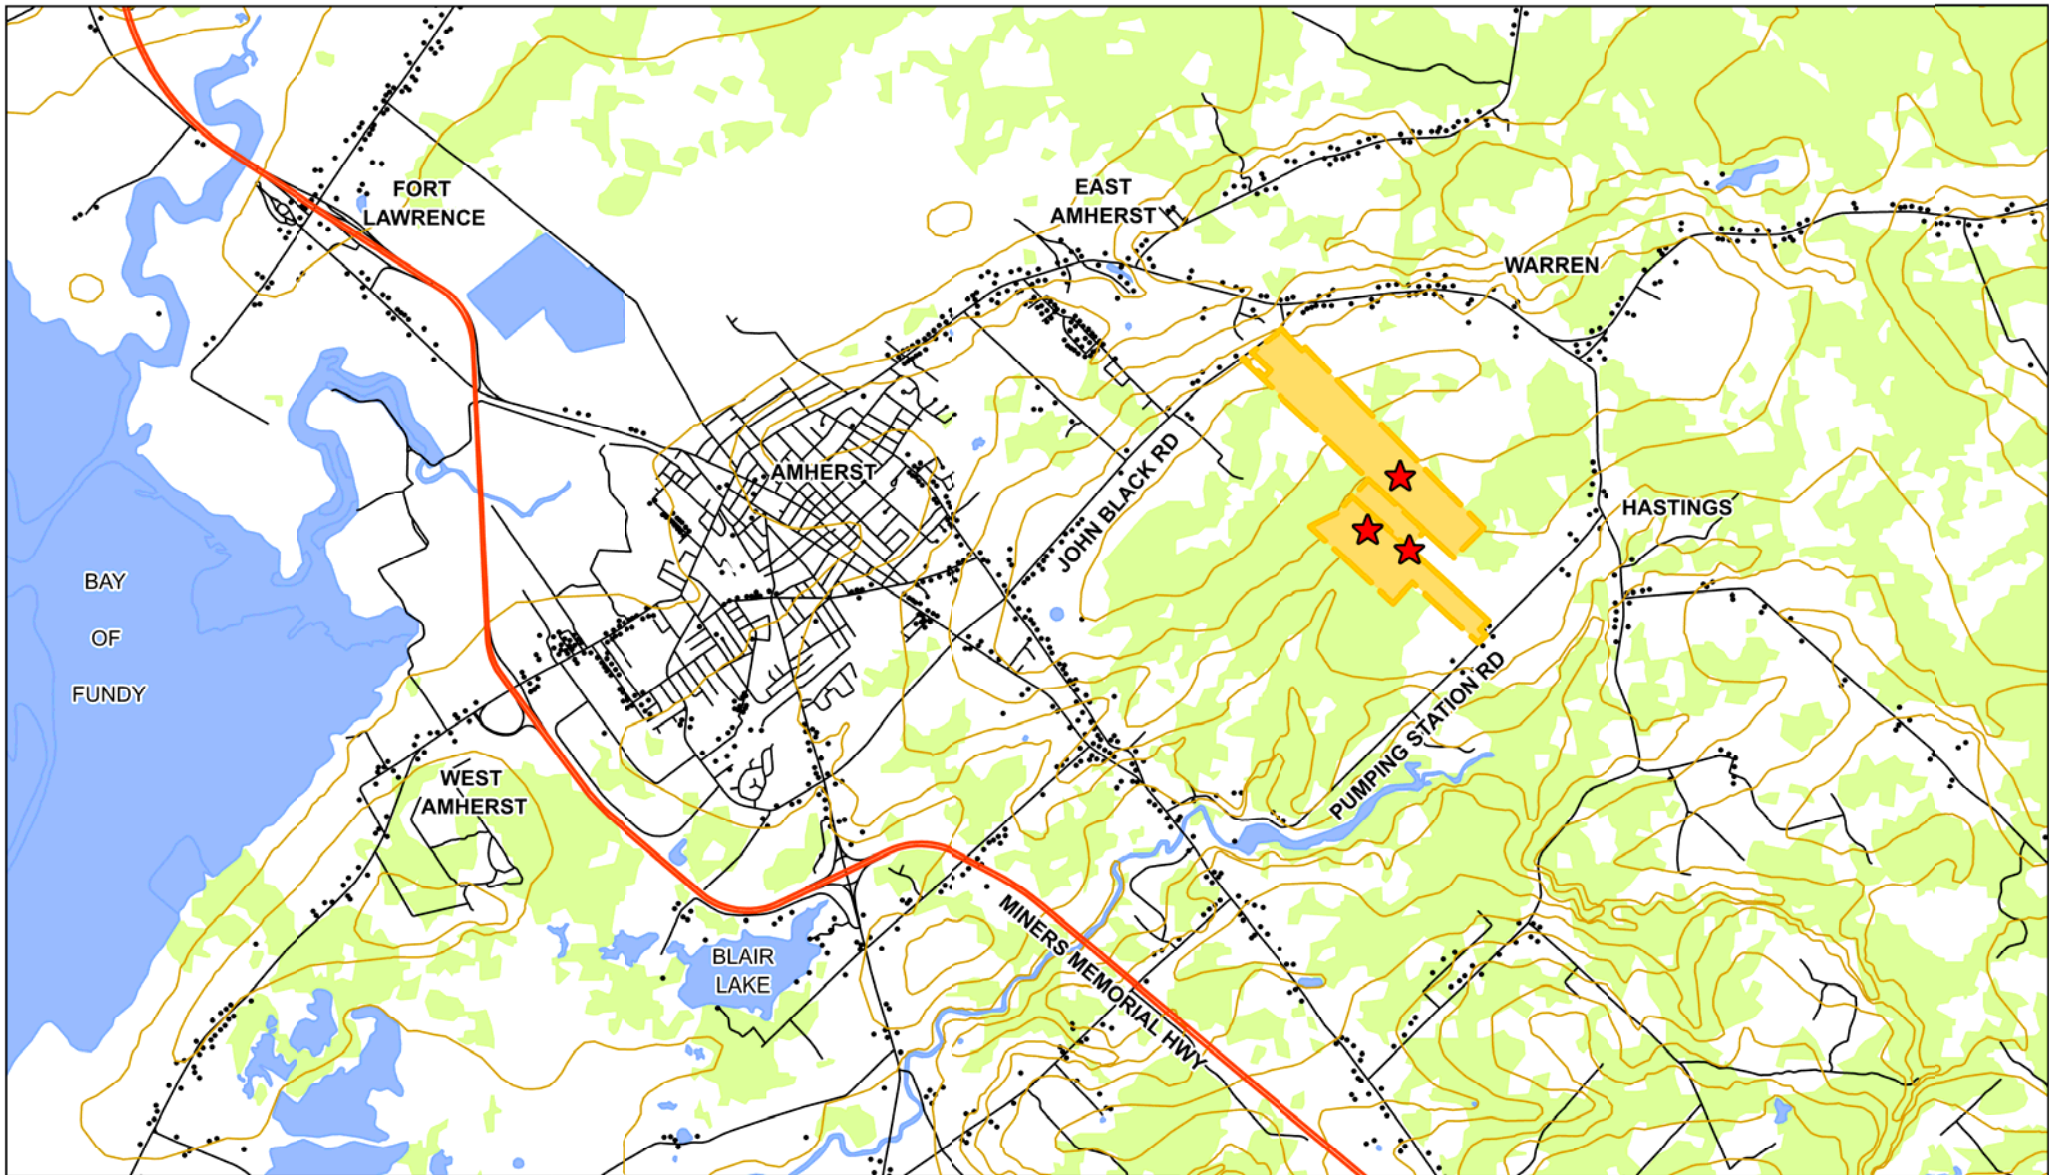 FORT
LAWRENCE
EAST
AMHERST
WARREN
AMHERST
JOHN BLACK RD
HASTINGS
BAY
OF
FUNDY
PUMPING STATION RD
WEST
AMHERST
MINERS MEMORIAL HWY
BLAIR
LAKE